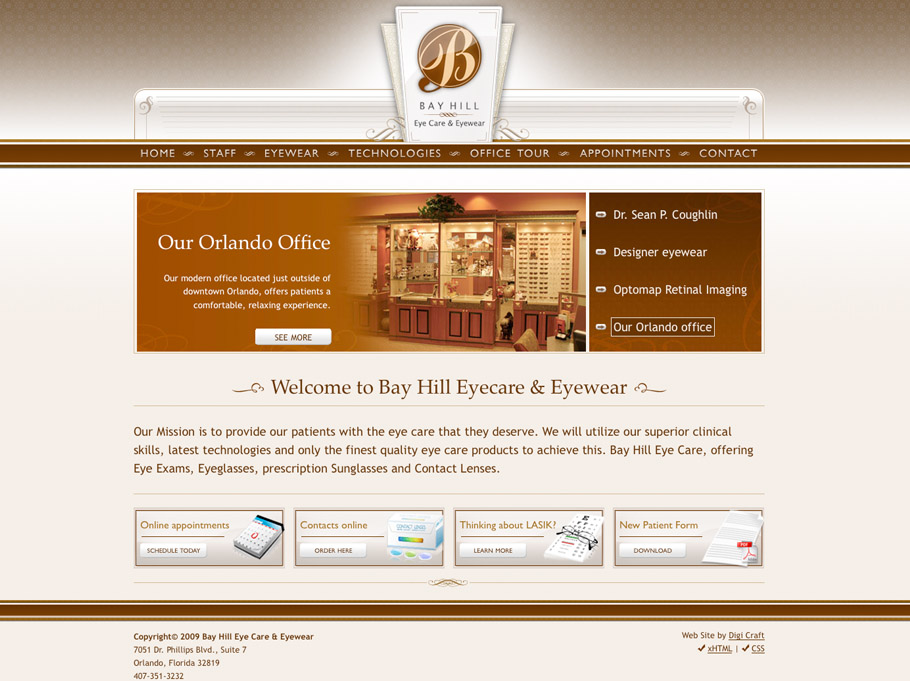 B
BAY HILL
Eye Care & Eyewear
HOME STAFF EYEWEAR TECHNOLOGIES OFFICE TOUR APPOINTMENTS CONTACT
Our Orlando Office
Our modern office located just outside of
downtown Orlando, offers patients a
comfortable, relaxing experience.
SEE MORE
Dr. Sean P. Coughlin
Designer eyewear
Optomap Retinal Imaging
Our Orlando office
Welcome to Bay Hill Eyecare & Eyewear
Our Mission is to provide our patients with the eye care that they deserve. We will utilize our superior clinical
skills, latest technologies and only the finest quality eye care products to achieve this. Bay Hill Eye Care, offering
Eye Exams, Eyeglasses, prescription Sunglasses and Contact Lenses.
Online appointments
SCHEDULE TODAY
Contacts online
ORDER HERE
CONTACT LENSES
Thinking about LASIK?
LEARN MORE
New Patient Form
DOWNLOAD
PDF
Copyright© 2009 Bay Hill Eye Care & Eyewear
7051 Dr. Phillips Blvd., Suite 7
Orlando, Florida 32819
407-351-3232
Web Site by Digi Craft
xHTML | CSS